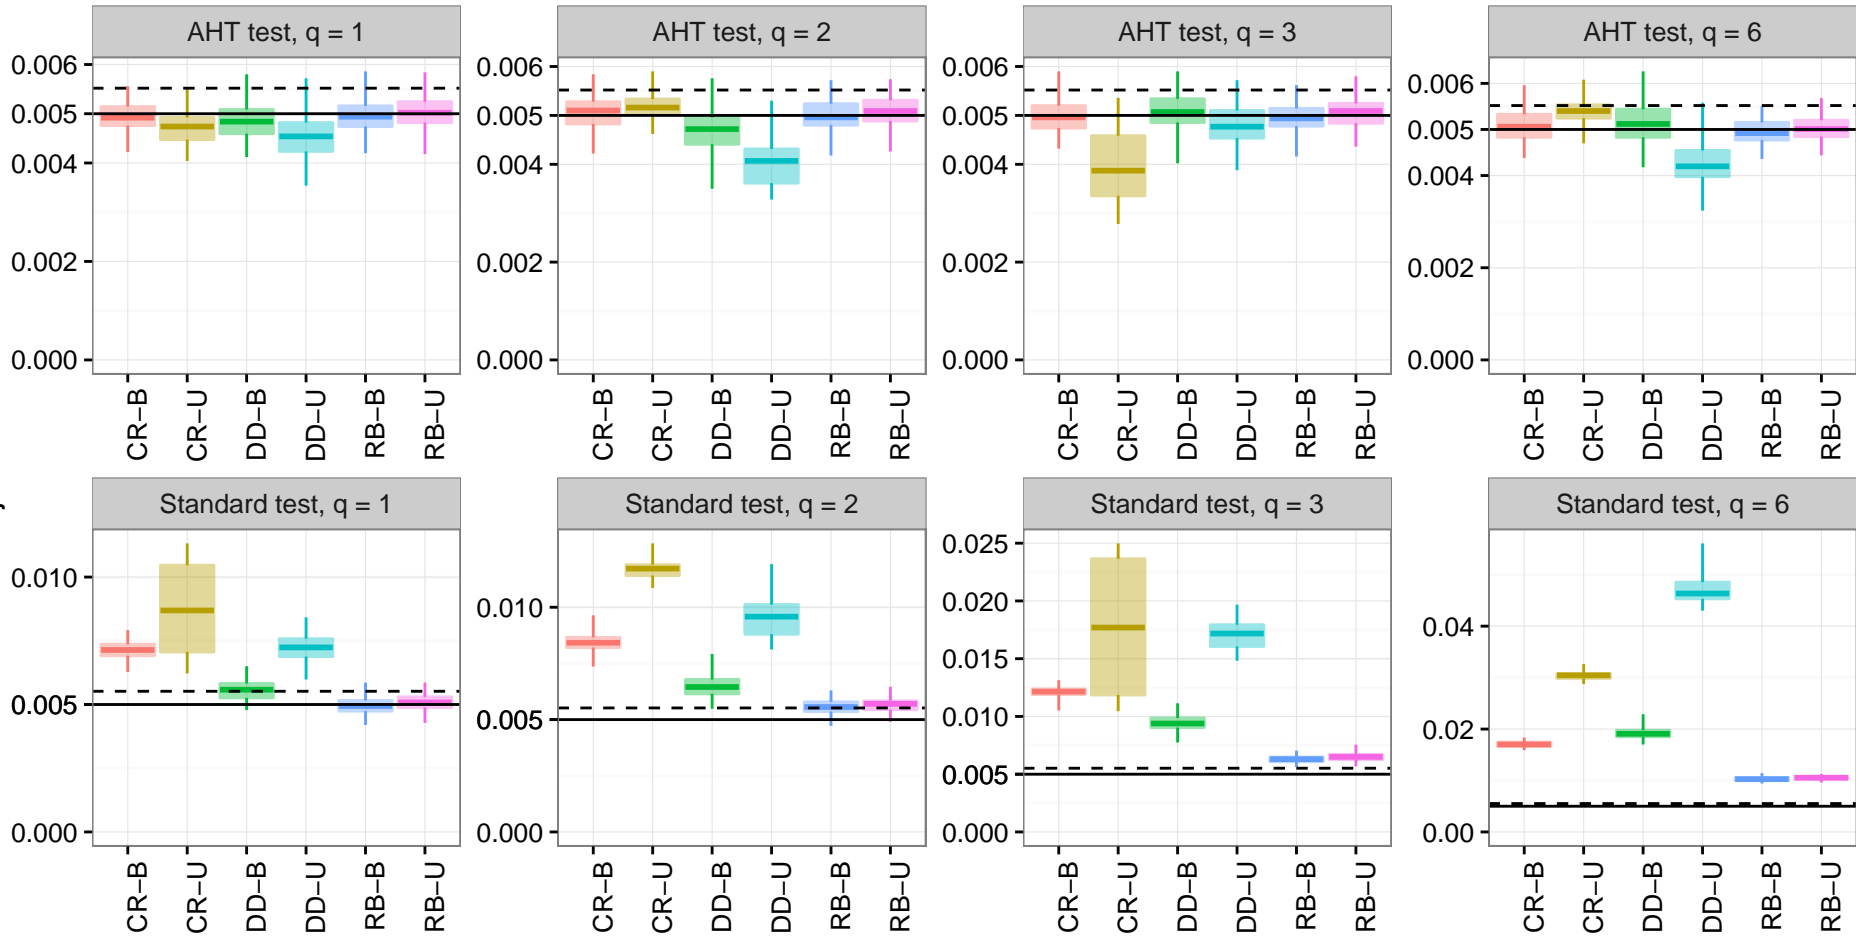 AHT test, q = 1
AHT test, q = 2
AHT test, q = 3
AHT test, q = 6
0.006
0.005
0.004
0.002
0.000
0.006
0.005
0.004
0.002
0.000
0.006
0.005
0.004
0.002
0.000
0.006
0.005
0.004
0.002
0.000
CR−B
CR−U
DD−B
DD−U
RB−B
RB−U
CR−B
CR−U
DD−B
DD−U
RB−B
RB−U
CR−B
CR−U
DD−B
DD−U
RB−B
RB−U
CR−B
CR−U
DD−B
DD−U
RB−B
RB−U
Standard test, q = 1
Standard test, q = 2
Standard test, q = 3
Standard test, q = 6
0.010
0.005
0.000
0.010
0.005
0.000
0.025
0.020
0.015
0.010
0.005
0.000
0.04
0.02
0.00
CR−B
CR−U
DD−B
DD−U
RB−B
RB−U
CR−B
CR−U
DD−B
DD−U
RB−B
RB−U
CR−B
CR−U
DD−B
DD−U
RB−B
RB−U
CR−B
CR−U
DD−B
DD−U
RB−B
RB−U